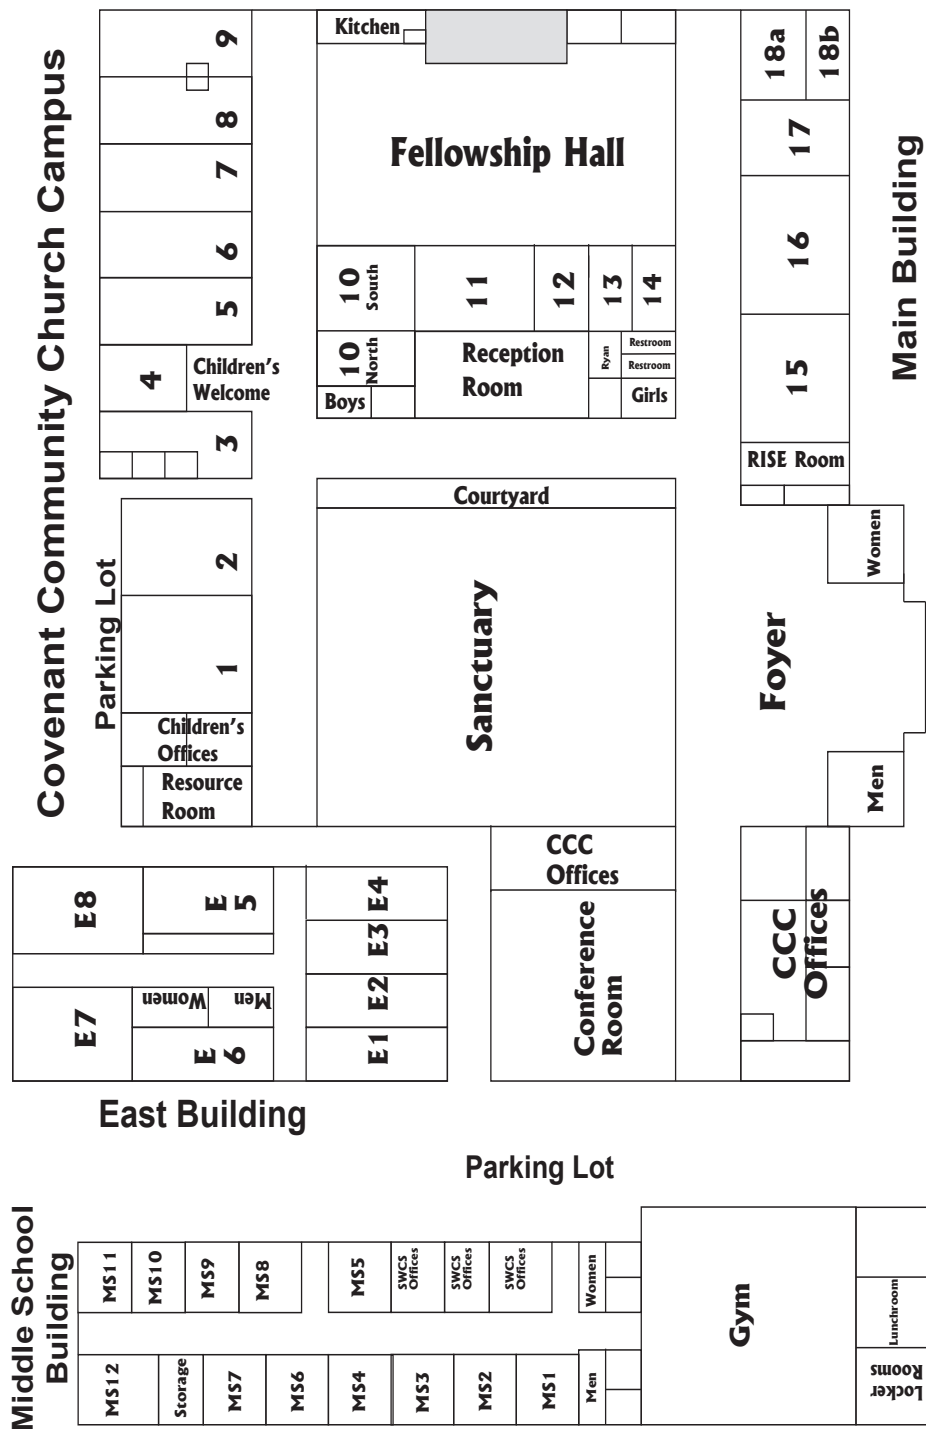 Covenant Community Church Campus
Main Building
Kitchen
Fellowship Hall
9
8
7
6
5
4
Children's
Welcome
3
18a
18b
17
16
15
RISE Room
10
South
11
12
13
14
10
North
Reception
Room
Ryan
Restroom
Restroom
Boys
Girls
Courtyard
Sanctuary
Parking Lot
2
1
Children's
Offices
Resource
Room
Women
Foyer
Men
CCC
Offices
Conference
Room
CCC
Offices
E8
E
5
E4
E3
E2
E1
E7
Women
Men
E
6
East Building
Parking Lot
Middle School
Building
MS11
MS10
MS9
MS8
MS5
SWCS
Offices
SWCS
Offices
SWCS
Offices
Women
MS12
Storage
MS7
MS6
MS4
MS3
MS2
MS1
Men
Gym
Lunchroom
Locker
Rooms